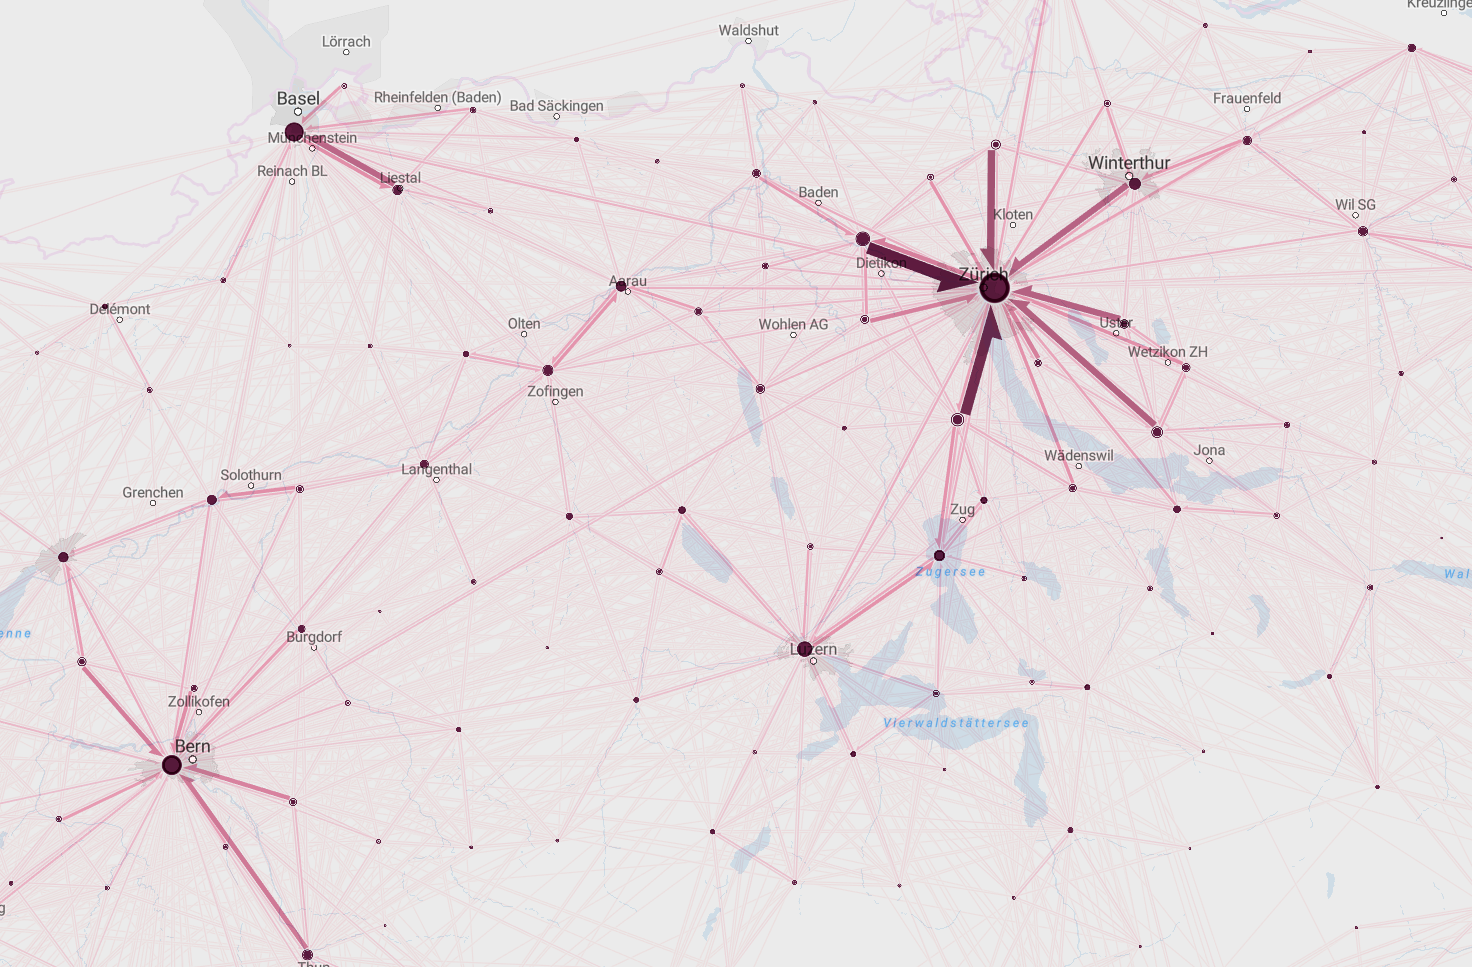 Kreuzlinge
Waldshut
Lörrach
Basel
Rheinfelden (Baden)
Bad Säckingen
Frauenfeld
Münchenstein
Winterthur
Reinach BL
Liestal
Baden
Wil SG
Kloten
Dietikon
Zürich
Aarau
Delémont
Olten
Wohlen AG
Uster
Wetzikon ZH
Zofingen
Jona
Wädenswil
Langenthal
Solothurn
Grenchen
Zug
Zugersee
Wal
enne
Burgdorf
Luzern
Zollikofen
Vierwaldstättersee
Bern
g
Thun